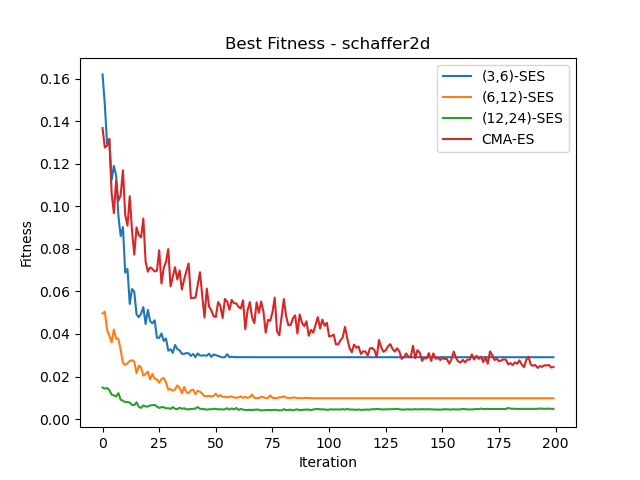 Best Fitness - schaffer2d
(3,6)-SES
(6,12)-SES
(12,24)-SES
CMA-ES
Fitness
0.16
0.14
0.12
0.10
0.08
0.06
0.04
0.02
0.00
0 25 50 75 100 125 150 175 200
Iteration